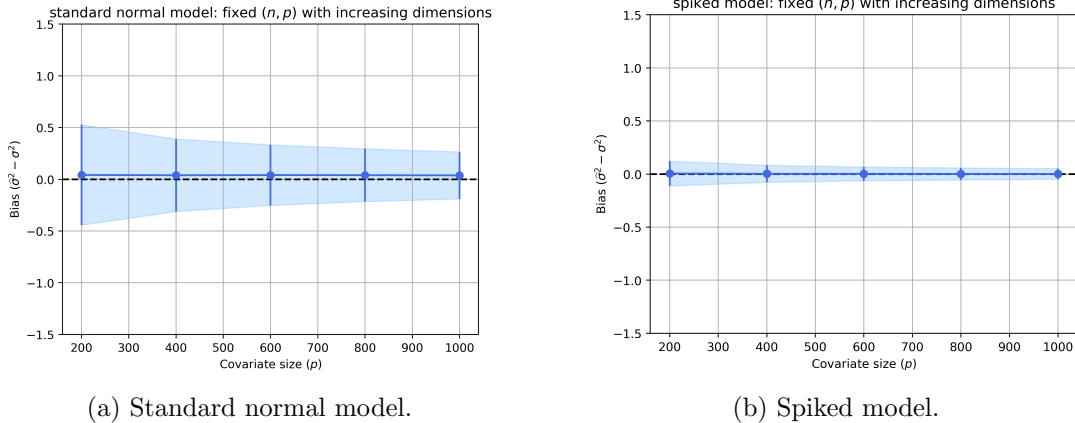 standard normal model: fixed (n, p) with increasing dimensions
1.5
1.0
0.5
0.0
−0.5
−1.0
−1.5
Bias (σ̂² − σ²)
200 300 400 500 600 700 800 900 1000
Covariate size (p)
(a) Standard normal model.
spiked model: fixed (n, p) with increasing dimensions
1.5
1.0
0.5
0.0
−0.5
−1.0
−1.5
Bias (σ̂² − σ²)
200 300 400 500 600 700 800 900 1000
Covariate size (p)
(b) Spiked model.